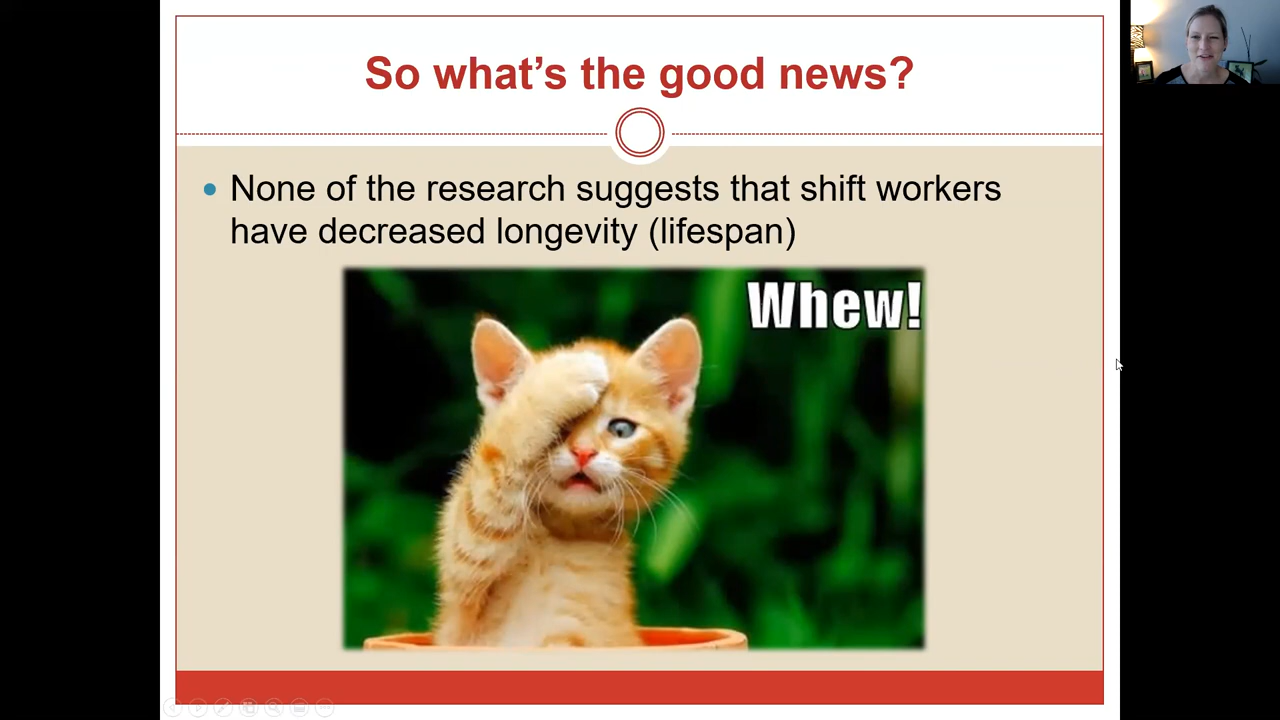 So what’s the good news?
None of the research suggests that shift workers
have decreased longevity (lifespan)
Whew!